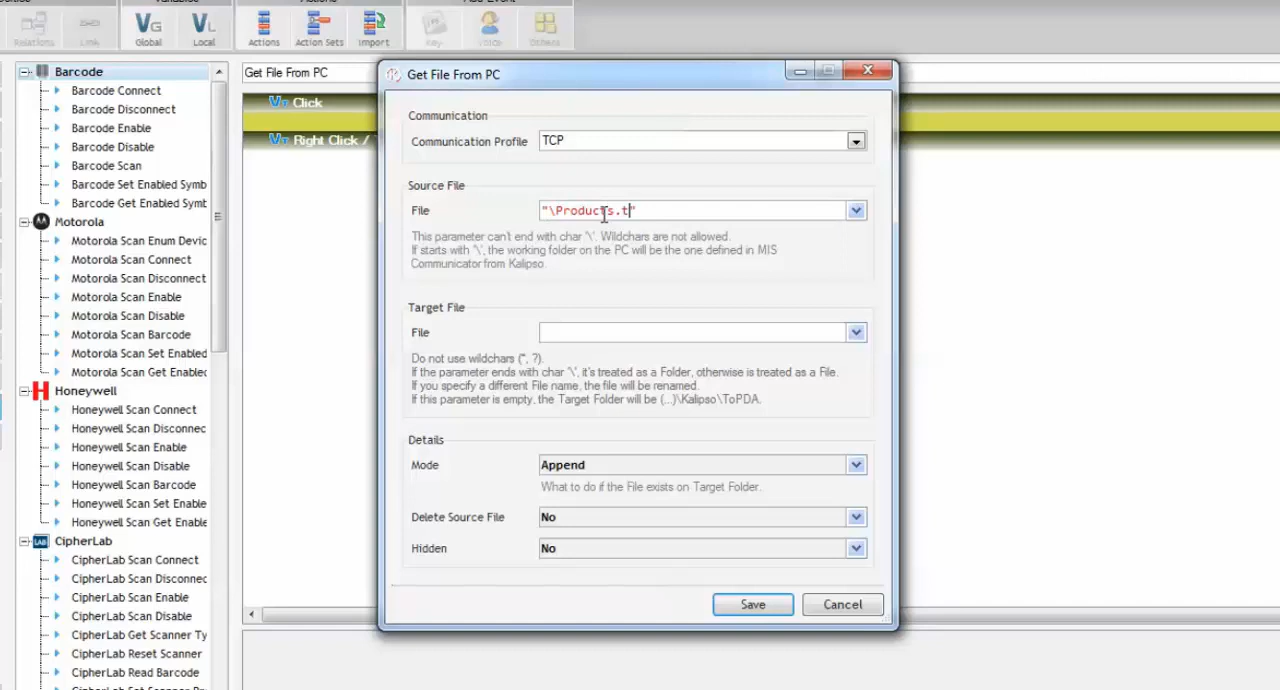 Relations
Link
Global
Local
Actions
Action Sets
Import
Key
Voice
Others
Barcode
Barcode Connect
Barcode Disconnect
Barcode Enable
Barcode Disable
Barcode Scan
Barcode Set Enabled Symb
Barcode Get Enabled Symb
Motorola
Motorola Scan Enum Devic
Motorola Scan Connect
Motorola Scan Disconnect
Motorola Scan Enable
Motorola Scan Disable
Motorola Scan Barcode
Motorola Scan Set Enabled
Motorola Scan Get Enabled
Honeywell
Honeywell Scan Connect
Honeywell Scan Disconnec
Honeywell Scan Enable
Honeywell Scan Disable
Honeywell Scan Barcode
Honeywell Scan Set Enable
Honeywell Scan Get Enable
CipherLab
CipherLab Scan Connect
CipherLab Scan Disconnec
CipherLab Scan Enable
CipherLab Scan Disable
CipherLab Get Scanner Ty
CipherLab Reset Scanner
CipherLab Read Barcode
Get File From PC
Click
Right Click /
Get File From PC
Communication
Communication Profile TCP
Source File
File "\Products.t"
This parameter can't end with char '\'. Wildchars are not allowed.
If starts with '\', the working folder on the PC will be the one defined in MIS
Communicator from Kalipso.
Target File
File
Do not use wildchars (*, ?).
If the parameter ends with char '\', it's treated as a Folder, otherwise is treated as a File.
If you specify a different File name, the file will be renamed.
If this parameter is empty, the Target Folder will be (...)\Kalipso\ToPDA.
Details
Mode Append
What to do if the File exists on Target Folder.
Delete Source File No
Hidden No
Save Cancel